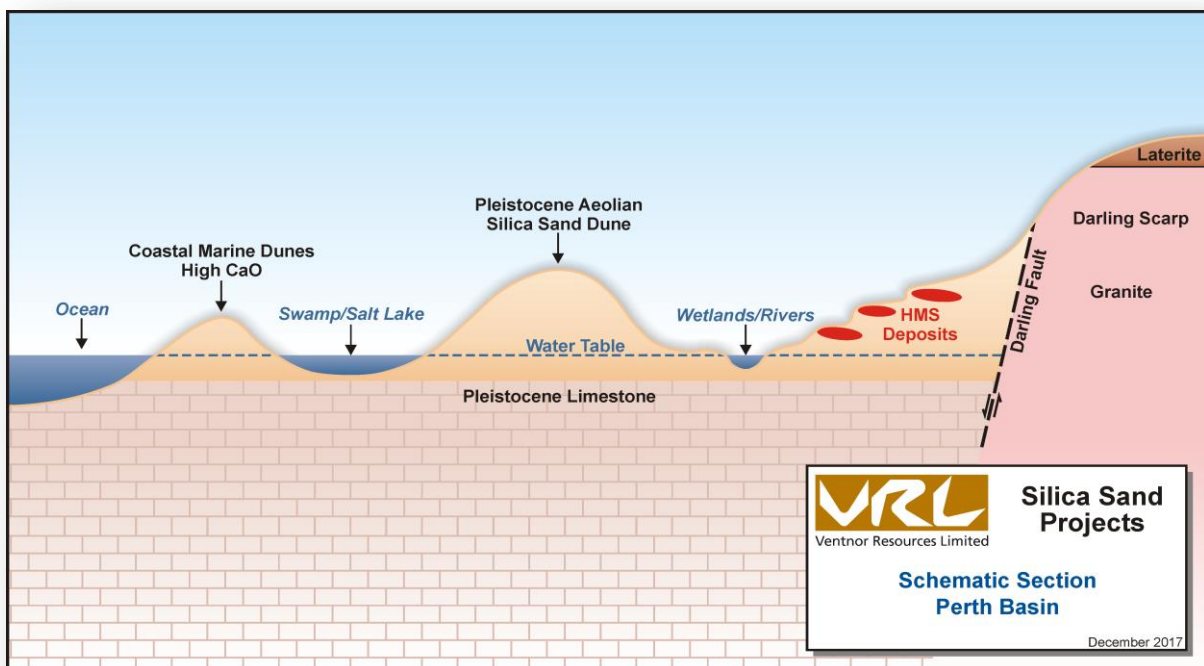 Laterite
Darling Scarp
Pleistocene Aeolian
Silica Sand Dune
Coastal Marine Dunes
High CaO
Granite
Ocean
Swamp/Salt Lake
Wetlands/Rivers
HMS
Deposits
Darling Fault
Water Table
Pleistocene Limestone
VRL
Ventnor Resources Limited
Silica Sand
Projects
Schematic Section
Perth Basin
December 2017